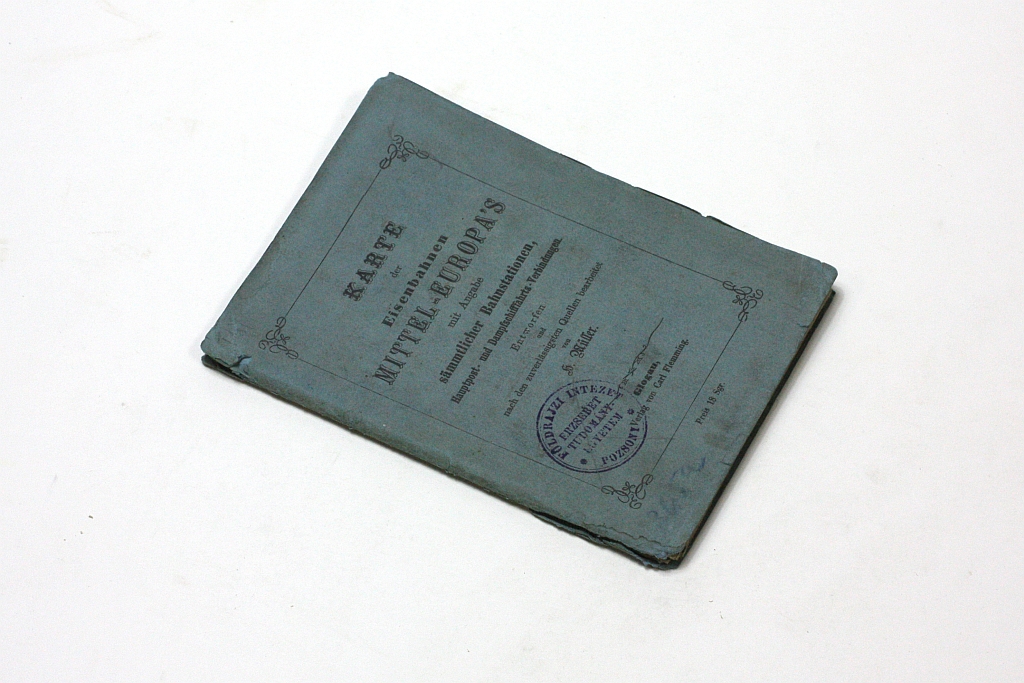 KARTE
der
Eisenbahnen
MITTEL-EUROPA'S
mit Angabe
sämmtlicher Bahnstationen,
Hauptpost- und Dampfschifffahrts-Verbindungen.
Entworfen
und
nach den zuverlässigsten Quellen bearbeitet
von
H. Müller.
Glogau,
Verlag von Carl Flemming.
Preis 18 Sgr.
FÖLDRAJZI INTÉZET
ERZSÉBET
TUDOMÁNY-
EGYETEM
POZSONY